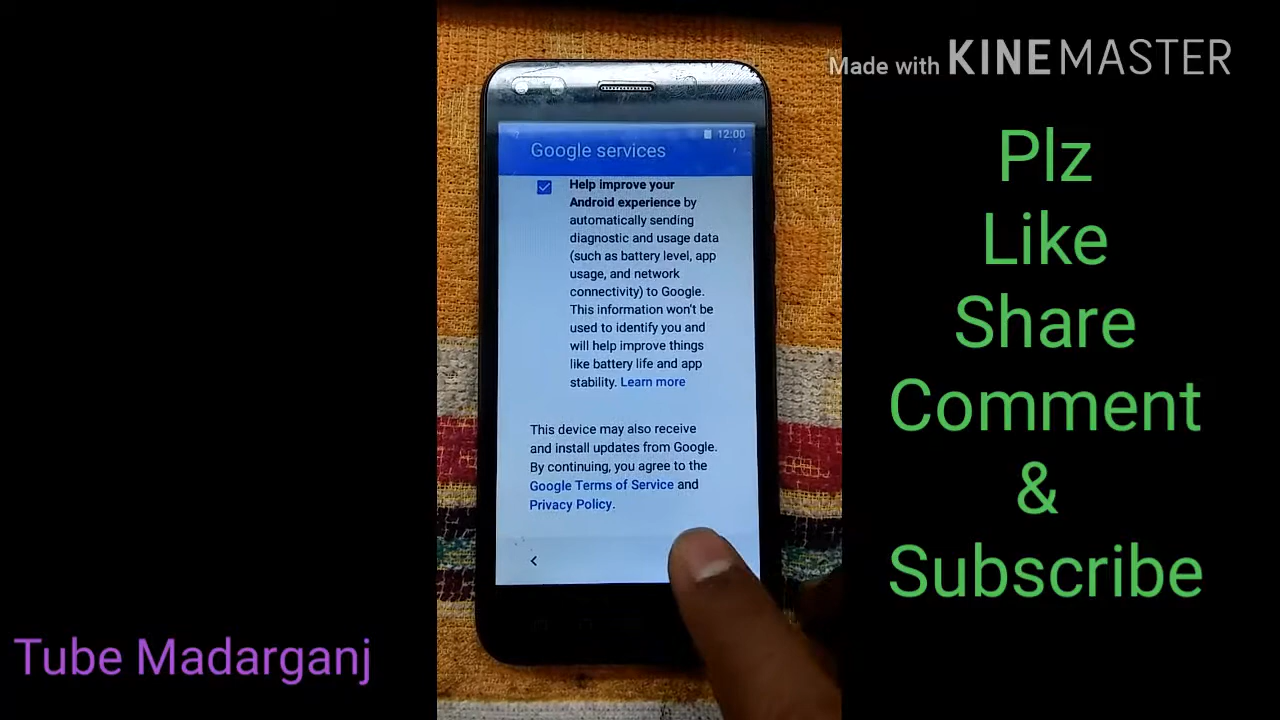 Made with KINEMASTER
12:00
Google services
Help improve your
Android experience by
automatically sending
diagnostic and usage data
(such as battery level, app
usage, and network
connectivity) to Google.
This information won't be
used to identify you and
will help improve things
like battery life and app
stability. Learn more
This device may also receive
and install updates from Google.
By continuing, you agree to the
Google Terms of Service and
Privacy Policy.
Plz
Like
Share
Comment
&
Subscribe
Tube Madarganj